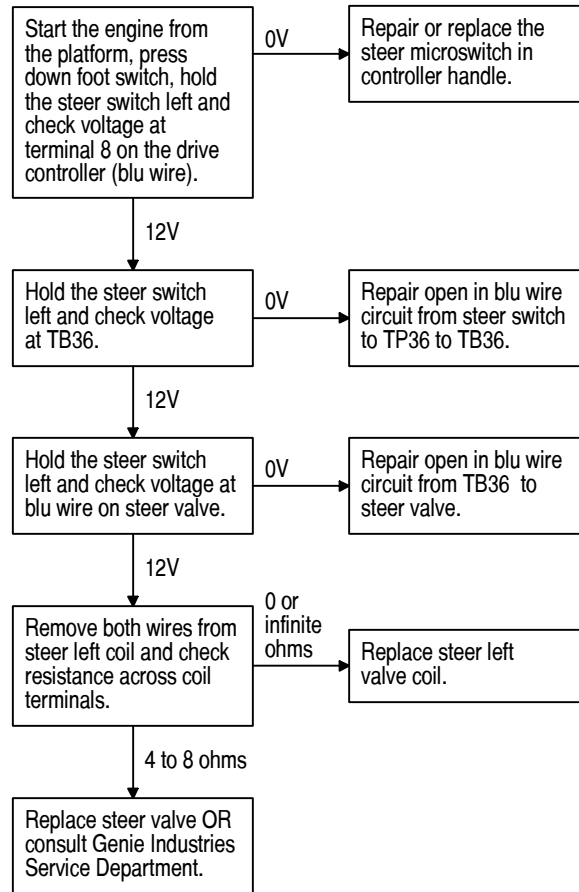 Start the engine from
the platform, press
down foot switch, hold
the steer switch left and
check voltage at
terminal 8 on the drive
controller (blu wire).
0V
Repair or replace the
steer microswitch in
controller handle.
12V
Hold the steer switch
left and check voltage
at TB36.
0V
Repair open in blu wire
circuit from steer switch
to TP36 to TB36.
12V
Hold the steer switch
left and check voltage at
blu wire on steer valve.
0V
Repair open in blu wire
circuit from TB36 to
steer valve.
12V
Remove both wires from
steer left coil and check
resistance across coil
terminals.
0 or
infinite
ohms
Replace steer left
valve coil.
4 to 8 ohms
Replace steer valve OR
consult Genie Industries
Service Department.